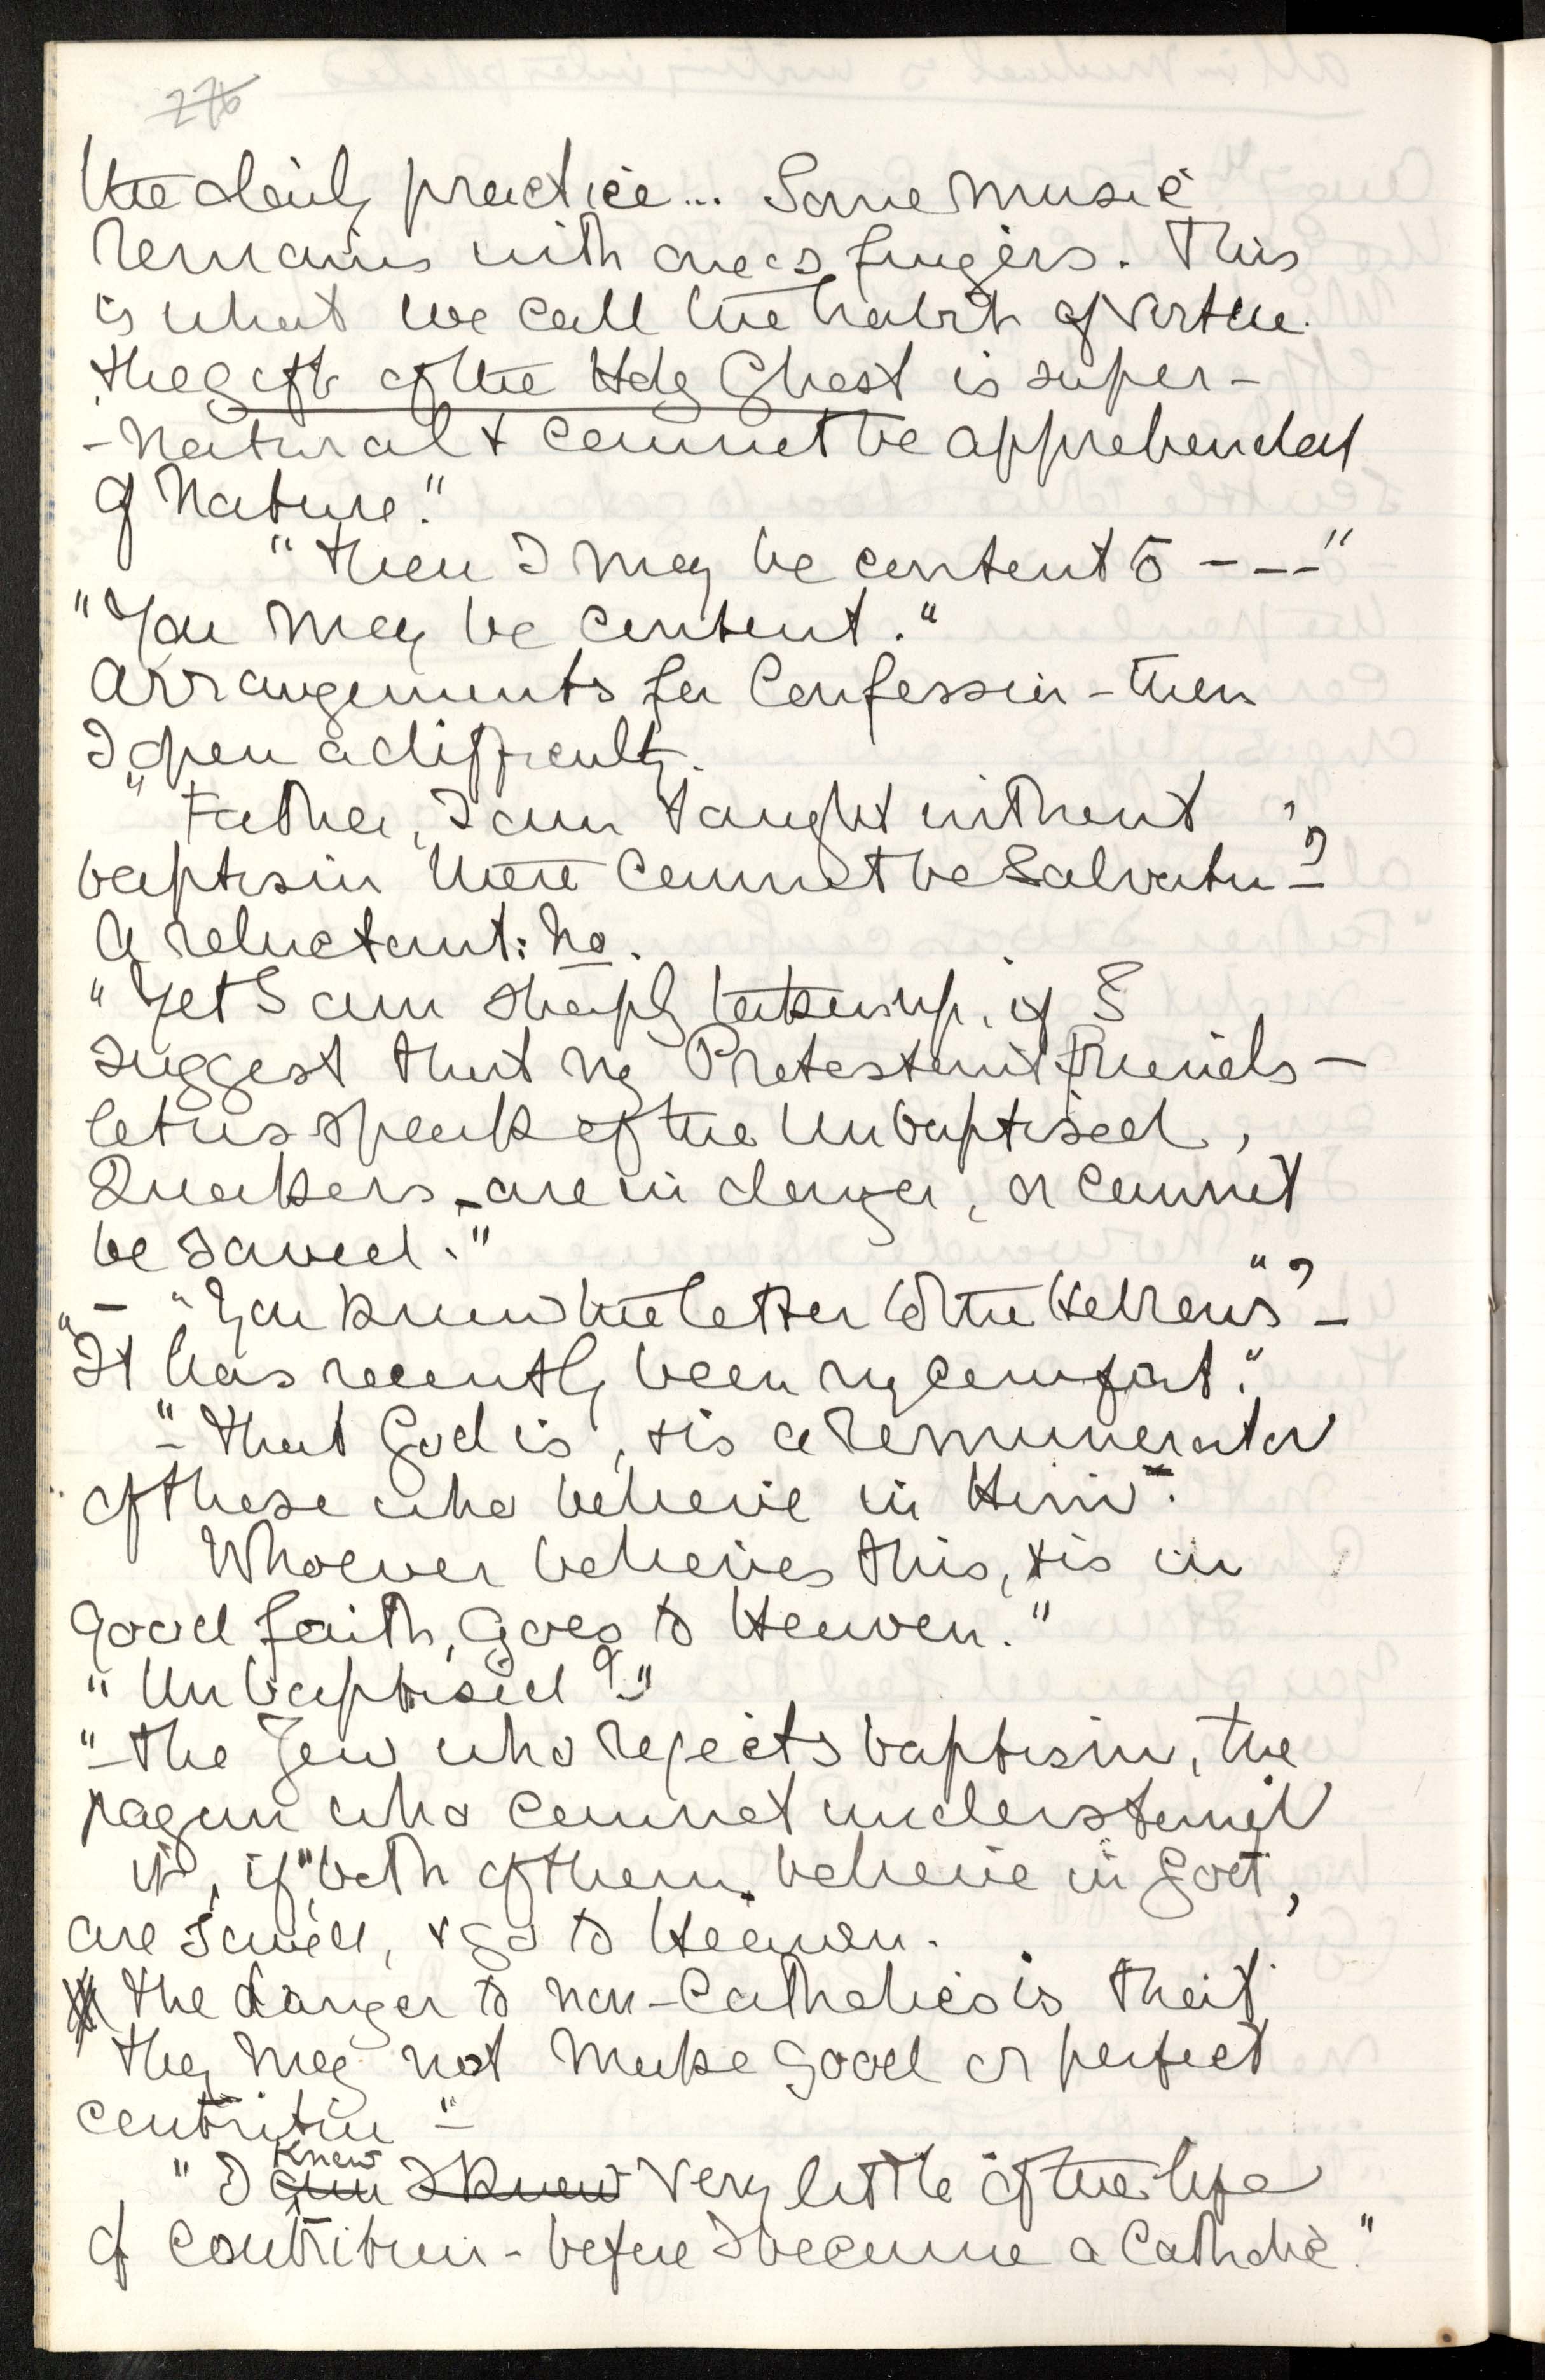 276
the daily practice... Some music
remains with one's fingers. This
is what we call the habit of virtue.
the gift of the Holy Ghost is super-
-natural & cannot be apprehended
of Nature."
"then I may be content to ----"
"You may be content."
Arrangements for Confession - then
I open a difficulty.
"Father, I am taught without
baptism there cannot be Salvation"?
A reluctant: No.
"Yet I am sharply taken up, if I
suggest that my Protestant friends -
let us speak of the Unbaptised,
Quakers - are in danger, or cannot
be saved."
- "You know the letter to the Hebrews"? -
"It has recently been my comfort."
"- that God is, & is a remunerator
of those who believe in Him".
Whoever believes this, & is in
good faith, goes to Heaven."
"Unbaptised?"
"- the Jew who rejects baptism, the
pagan who cannot understand
it, if both of them believe in God,
are saved, & go to Heaven.
the danger to non-Catholics is that
they may not make good or perfect
contrition" -
"I knew am I knew very little of the life
of contrition - before I became a Catholic."